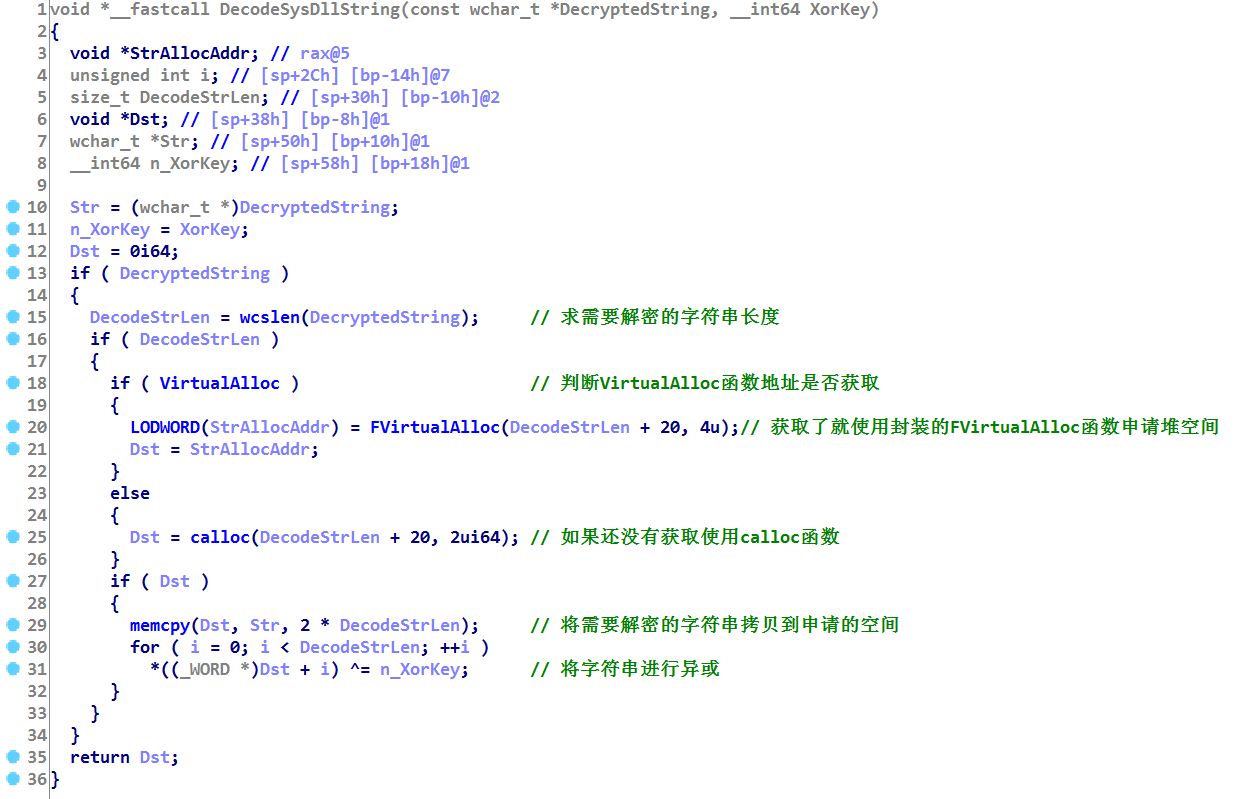 1 void *__fastcall DecodeSysDllString(const wchar_t *DecryptedString, __int64 XorKey)
2 {
3   void *StrAllocAddr; // rax@5
4   unsigned int i; // [sp+2Ch] [bp-14h]@7
5   size_t DecodeStrLen; // [sp+30h] [bp-10h]@2
6   void *Dst; // [sp+38h] [bp-8h]@1
7   wchar_t *Str; // [sp+50h] [bp+10h]@1
8   __int64 n_XorKey; // [sp+58h] [bp+18h]@1
9
10   Str = (wchar_t *)DecryptedString;
11   n_XorKey = XorKey;
12   Dst = 0i64;
13   if ( DecryptedString )
14   {
15     DecodeStrLen = wcslen(DecryptedString);     // 求需要解密的字符串长度
16     if ( DecodeStrLen )
17     {
18       if ( VirtualAlloc )                       // 判断VirtualAlloc函数地址是否获取
19       {
20         LODWORD(StrAllocAddr) = FVirtualAlloc(DecodeStrLen + 20, 4u);// 获取了就使用封装的FVirtualAlloc函数申请堆空间
21         Dst = StrAllocAddr;
22       }
23       else
24       {
25         Dst = calloc(DecodeStrLen + 20, 2ui64); // 如果还没有获取使用calloc函数
26       }
27       if ( Dst )
28       {
29         memcpy(Dst, Str, 2 * DecodeStrLen);     // 将需要解密的字符串拷贝到申请的空间
30         for ( i = 0; i < DecodeStrLen; ++i )
31           *((_WORD *)Dst + i) ^= n_XorKey;      // 将字符串进行异或
32       }
33     }
34   }
35   return Dst;
36 }